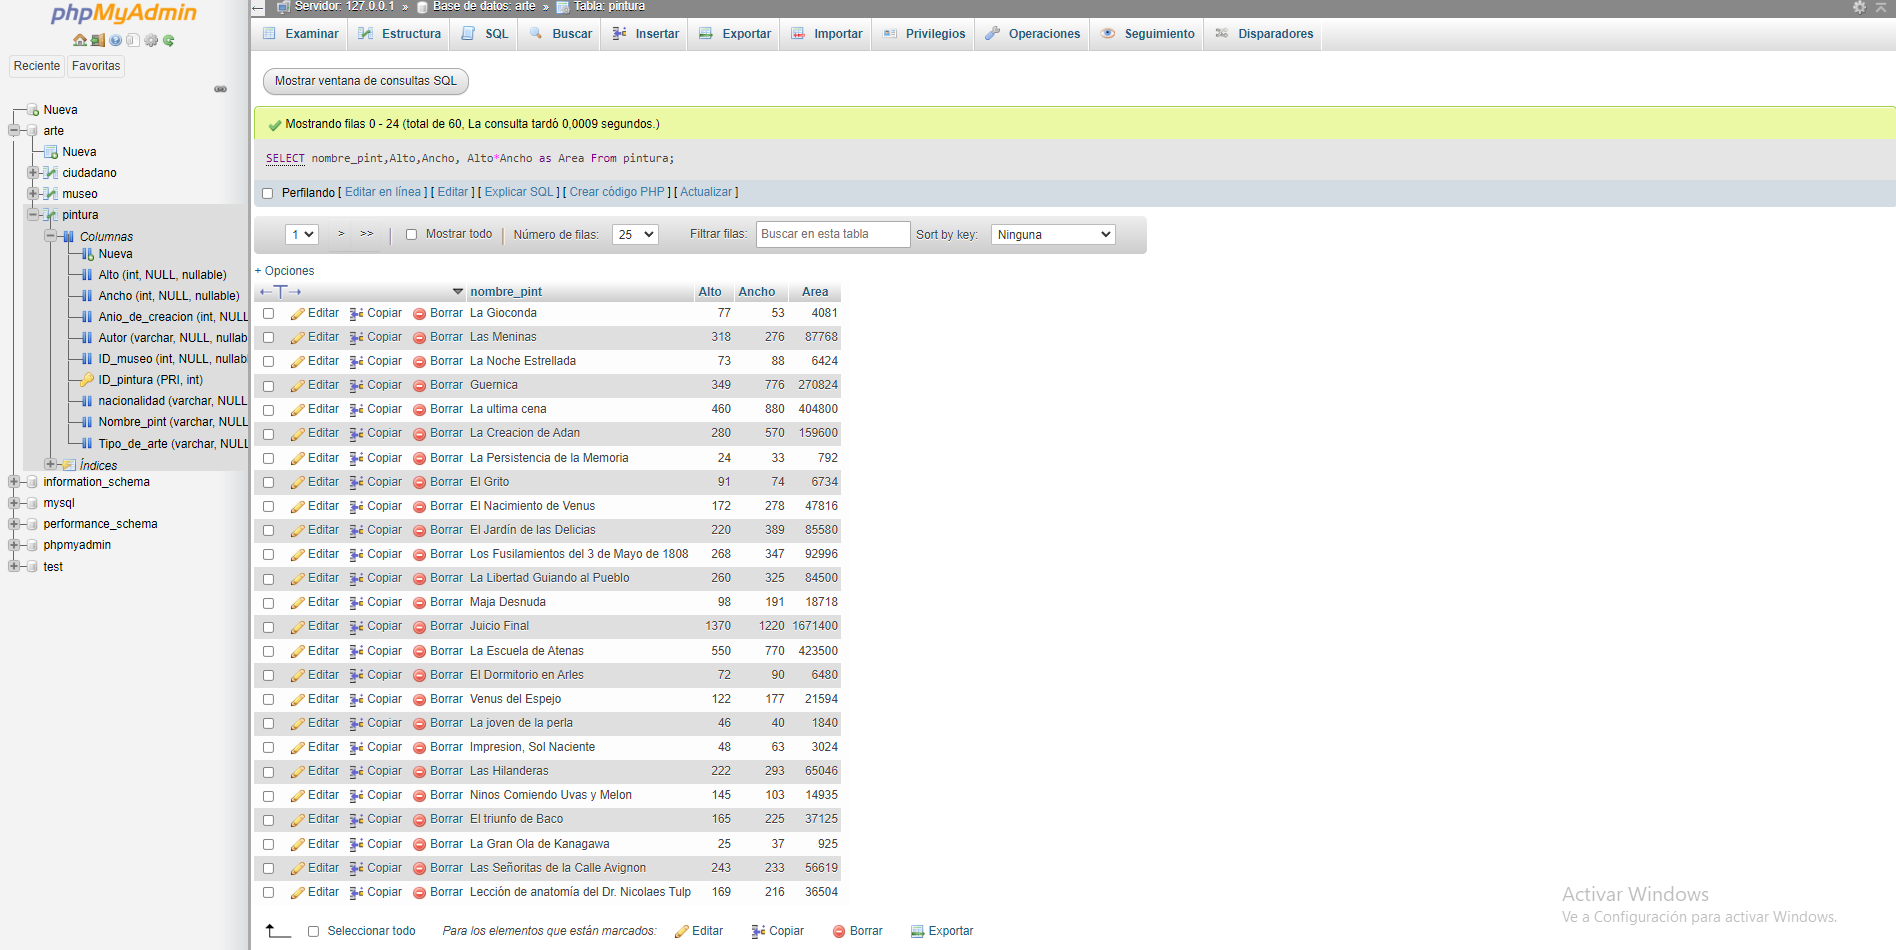 phpMyAdmin
Reciente Favoritas
Nueva
arte
Nueva
ciudadano
museo
pintura
Columnas
Nueva
Alto (int, NULL, nullable)
Ancho (int, NULL, nullable)
Anio_de_creacion (int, NULL
Autor (varchar, NULL, nullab
ID_museo (int, NULL, nullab
ID_pintura (PRI, int)
nacionalidad (varchar, NULL
Nombre_pint (varchar, NULL
Tipo_de_arte (varchar, NULL
Índices
information_schema
mysql
performance_schema
phpmyadmin
test
Servidor: 127.0.0.1 » Base de datos: arte » Tabla: pintura
Examinar Estructura SQL Buscar Insertar Exportar Importar Privilegios Operaciones Seguimiento Disparadores
Mostrar ventana de consultas SQL
Mostrando filas 0 - 24 (total de 60, La consulta tardó 0,0009 segundos.)
SELECT nombre_pint,Alto,Ancho, Alto*Ancho as Area From pintura;
Perfilando [ Editar en línea ] [ Editar ] [ Explicar SQL ] [ Crear código PHP ] [ Actualizar ]
1 > >> | Mostrar todo | Número de filas: 25 Filtrar filas: Buscar en esta tabla Sort by key: Ninguna
+ Opciones
←T→ nombre_pint Alto Ancho Area
Editar Copiar Borrar La Gioconda 77 53 4081
Editar Copiar Borrar Las Meninas 318 276 87768
Editar Copiar Borrar La Noche Estrellada 73 88 6424
Editar Copiar Borrar Guernica 349 776 270824
Editar Copiar Borrar La ultima cena 460 880 404800
Editar Copiar Borrar La Creacion de Adan 280 570 159600
Editar Copiar Borrar La Persistencia de la Memoria 24 33 792
Editar Copiar Borrar El Grito 91 74 6734
Editar Copiar Borrar El Nacimiento de Venus 172 278 47816
Editar Copiar Borrar El Jardín de las Delicias 220 389 85580
Editar Copiar Borrar Los Fusilamientos del 3 de Mayo de 1808 268 347 92996
Editar Copiar Borrar La Libertad Guiando al Pueblo 260 325 84500
Editar Copiar Borrar Maja Desnuda 98 191 18718
Editar Copiar Borrar Juicio Final 1370 1220 1671400
Editar Copiar Borrar La Escuela de Atenas 550 770 423500
Editar Copiar Borrar El Dormitorio en Arles 72 90 6480
Editar Copiar Borrar Venus del Espejo 122 177 21594
Editar Copiar Borrar La joven de la perla 46 40 1840
Editar Copiar Borrar Impresion, Sol Naciente 48 63 3024
Editar Copiar Borrar Las Hilanderas 222 293 65046
Editar Copiar Borrar Ninos Comiendo Uvas y Melon 145 103 14935
Editar Copiar Borrar El triunfo de Baco 165 225 37125
Editar Copiar Borrar La Gran Ola de Kanagawa 25 37 925
Editar Copiar Borrar Las Señoritas de la Calle Avignon 243 233 56619
Editar Copiar Borrar Lección de anatomía del Dr. Nicolaes Tulp 169 216 36504
Seleccionar todo Para los elementos que están marcados: Editar Copiar Borrar Exportar
Activar Windows
Ve a Configuración para activar Windows.